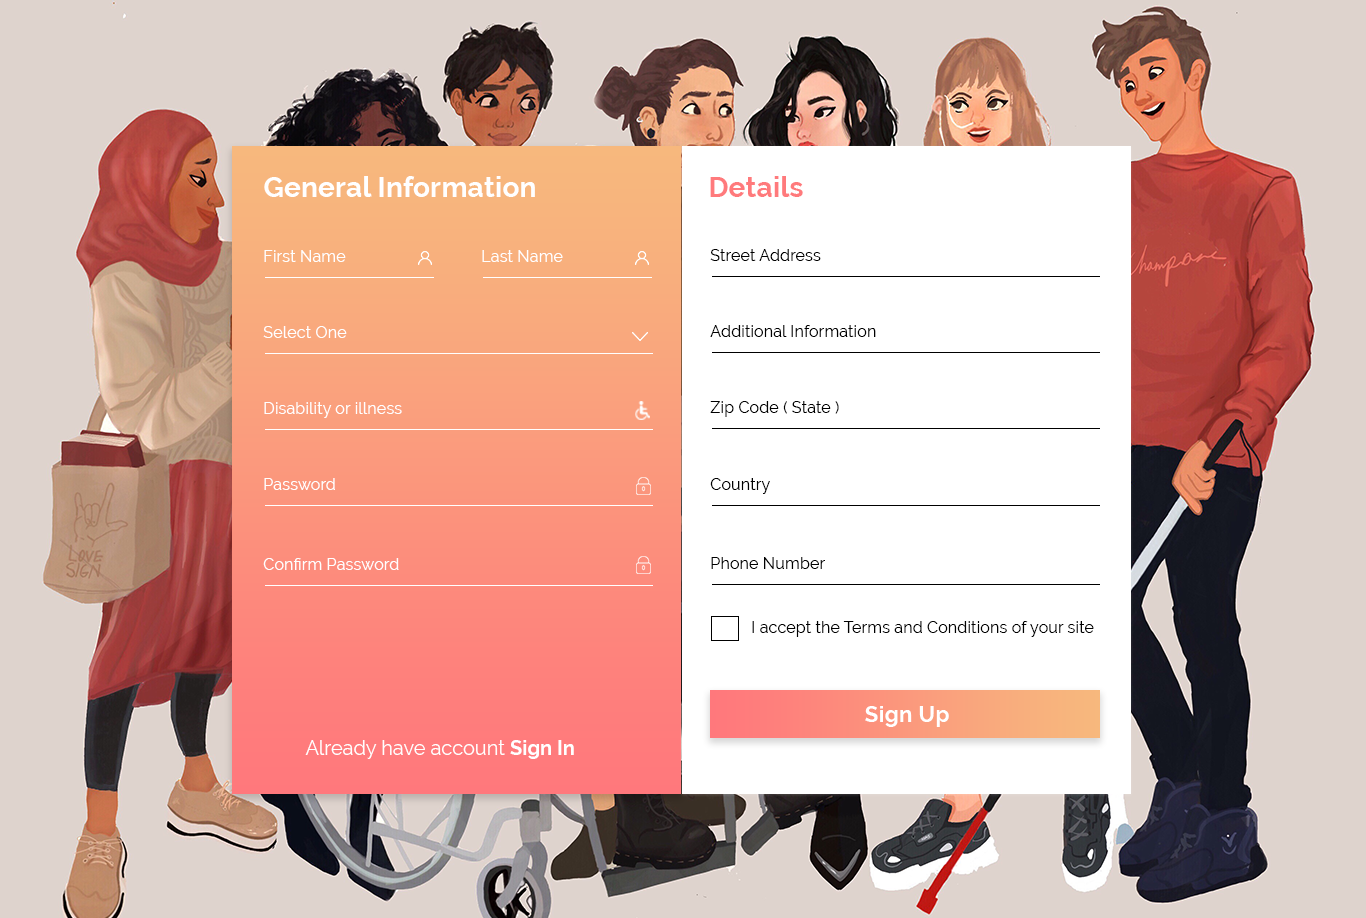 General Information
First Name
Last Name
Select One
Disability or illness
Password
Confirm Password
Already have account Sign In
Details
Street Address
Additional Information
Zip Code ( State )
Country
Phone Number
I accept the Terms and Conditions of your site
Sign Up
LOVE
SIGN